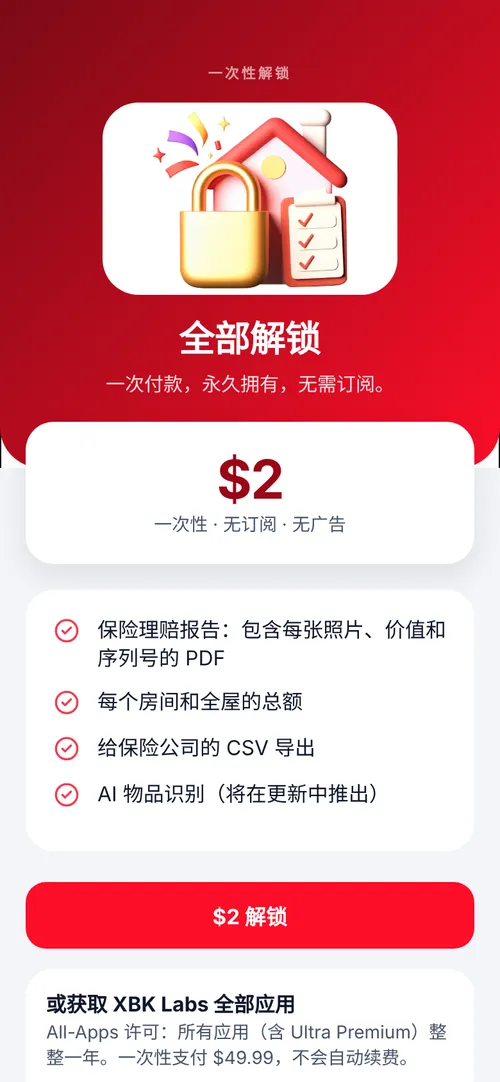 一次性解锁
全部解锁
一次付款，永久拥有，无需订阅。
$2
一次性 · 无订阅 · 无广告
保险理赔报告：包含每张照片、价值和
序列号的 PDF
每个房间和全屋的总额
给保险公司的 CSV 导出
AI 物品识别（将在更新中推出）
$2 解锁
或获取 XBK Labs 全部应用
All-Apps 许可：所有应用（含 Ultra Premium）整
整一年。一次性支付 $49.99，不会自动续费。